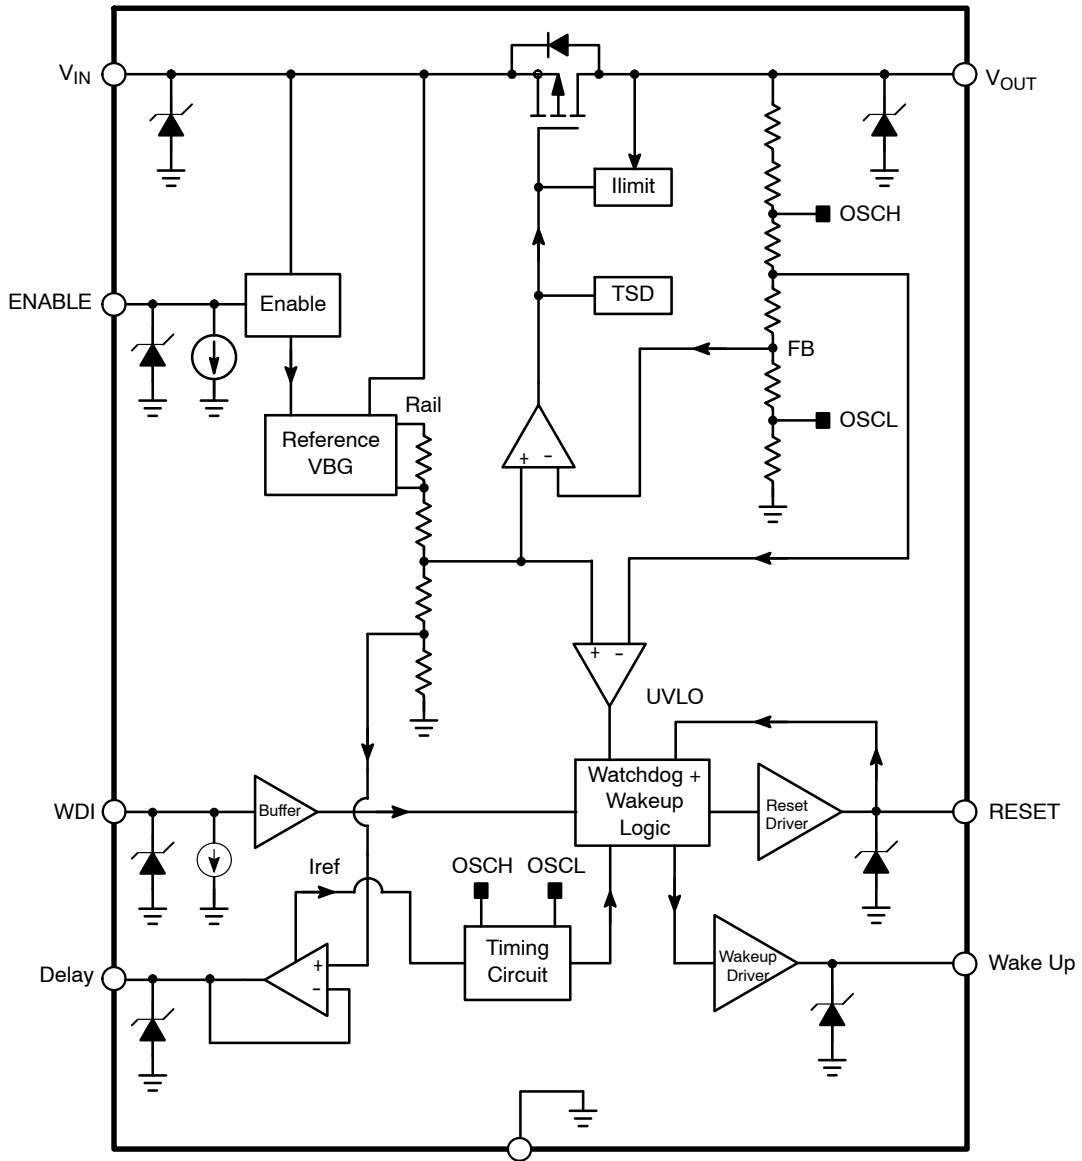 VIN
VOUT
Ilimit
OSCH
ENABLE
Enable
TSD
FB
Rail
OSCL
Reference
VBG
+ −
+ −
UVLO
WDI
Buffer
Watchdog +
Wakeup
Logic
Reset
Driver
RESET
Iref
OSCH OSCL
Delay
+
−
Timing
Circuit
Wakeup
Driver
Wake Up